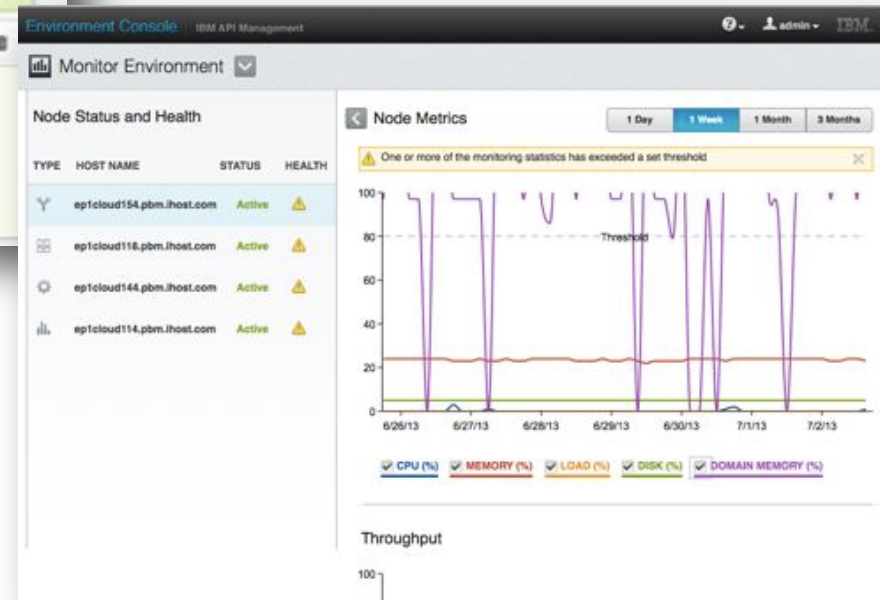 Environment Console IBM API Management
admin
IBM.
Monitor Environment
Node Status and Health
TYPE HOST NAME STATUS HEALTH
ep1cloud154.pbm.ihost.com Active
ep1cloud118.pbm.ihost.com Active
ep1cloud144.pbm.ihost.com Active
ep1cloud114.pbm.ihost.com Active
Node Metrics
1 Day 1 Week 1 Month 3 Months
One or more of the monitoring statistics has exceeded a set threshold
100
80
Threshold
60
40
20
0
6/26/13 6/27/13 6/28/13 6/29/13 6/30/13 7/1/13 7/2/13
CPU (%) MEMORY (%) LOAD (%) DISK (%) DOMAIN MEMORY (%)
Throughput
100